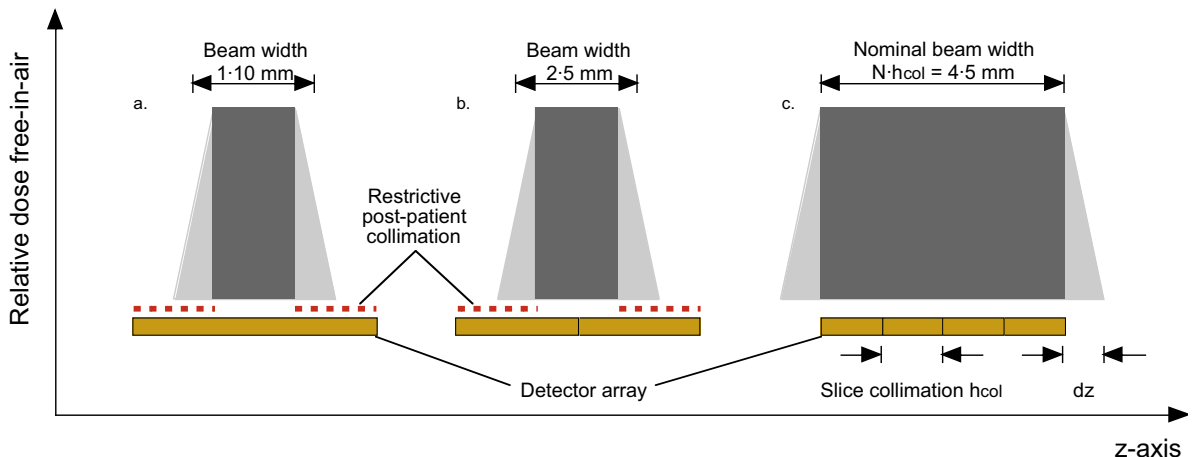 Relative dose free-in-air
Beam width
1·10 mm
a.
Beam width
2·5 mm
b.
Nominal beam width
N·hcol = 4·5 mm
c.
Restrictive
post-patient
collimation
Detector array
Slice collimation hcol
dz
z-axis